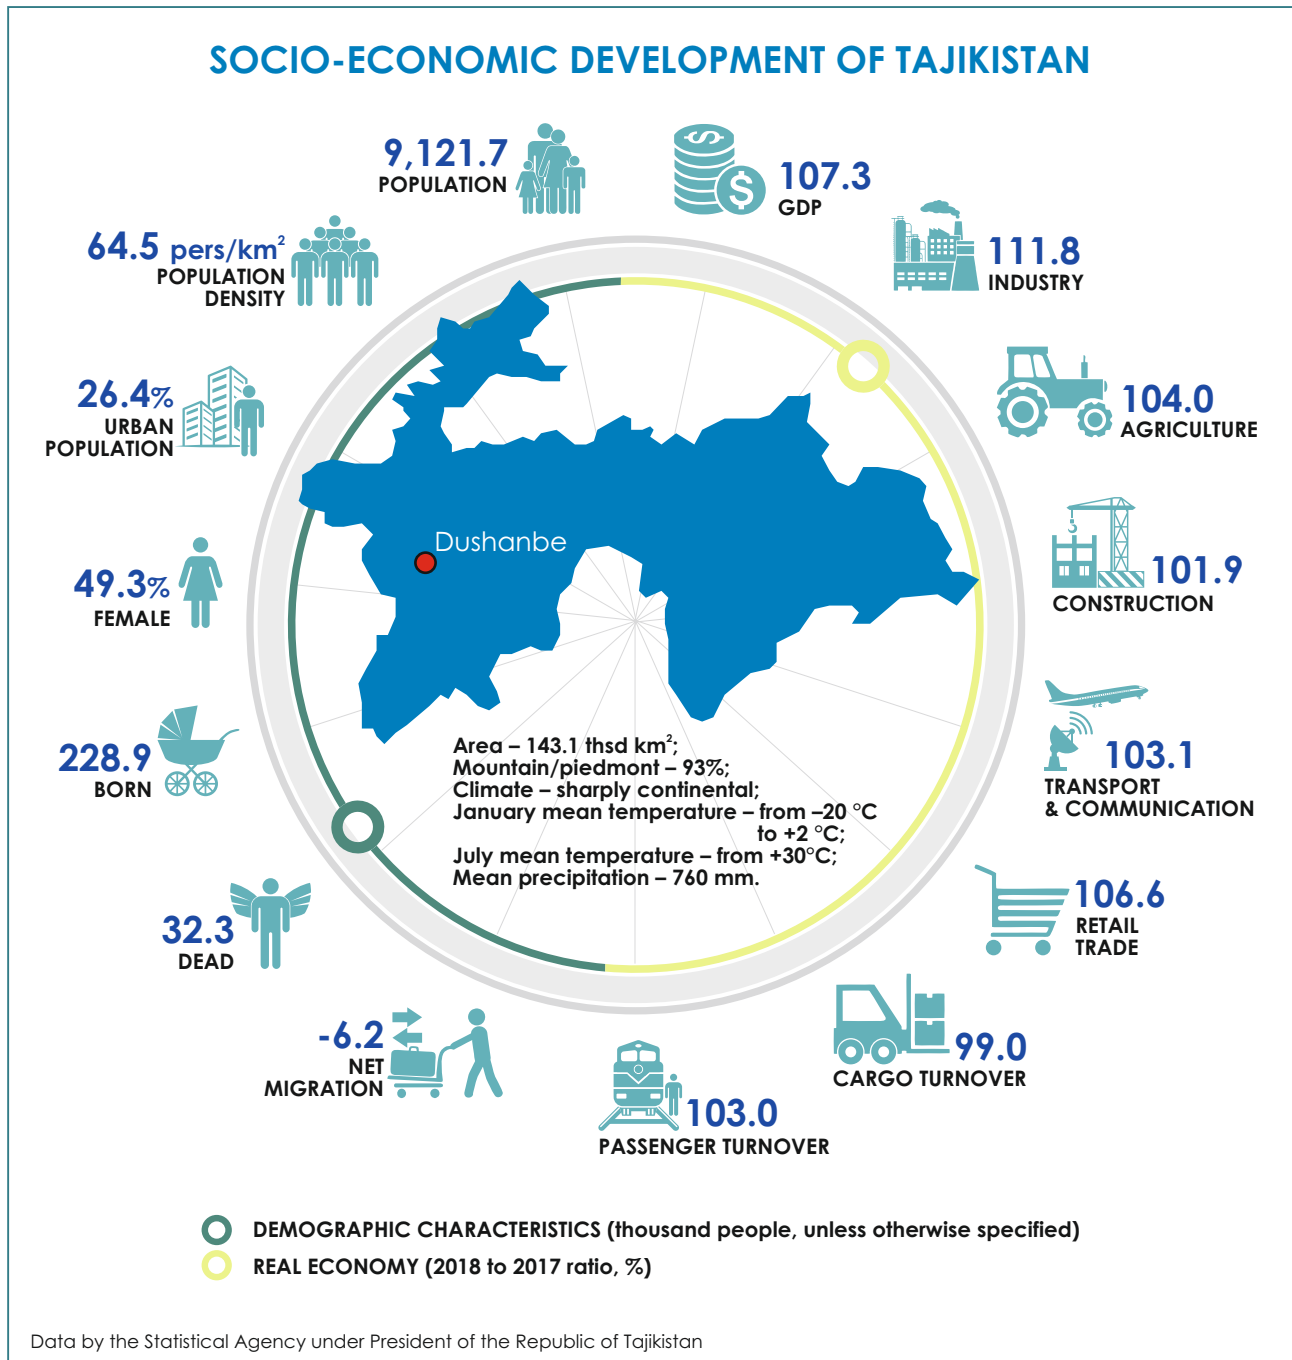 SOCIO-ECONOMIC DEVELOPMENT OF TAJIKISTAN
9,121.7
POPULATION
107.3
GDP
64.5 pers/km²
POPULATION
DENSITY
111.8
INDUSTRY
26.4%
URBAN
POPULATION
104.0
AGRICULTURE
Dushanbe
49.3%
FEMALE
101.9
CONSTRUCTION
228.9
BORN
103.1
TRANSPORT
& COMMUNICATION
Area – 143.1 thsd km²;
Mountain/piedmont – 93%;
Climate – sharply continental;
January mean temperature – from –20 °C
to +2 °C;
July mean temperature – from +30°C;
Mean precipitation – 760 mm.
32.3
DEAD
106.6
RETAIL
TRADE
-6.2
NET
MIGRATION
99.0
CARGO TURNOVER
103.0
PASSENGER TURNOVER
DEMOGRAPHIC CHARACTERISTICS (thousand people, unless otherwise specified)
REAL ECONOMY (2018 to 2017 ratio, %)
Data by the Statistical Agency under President of the Republic of Tajikistan